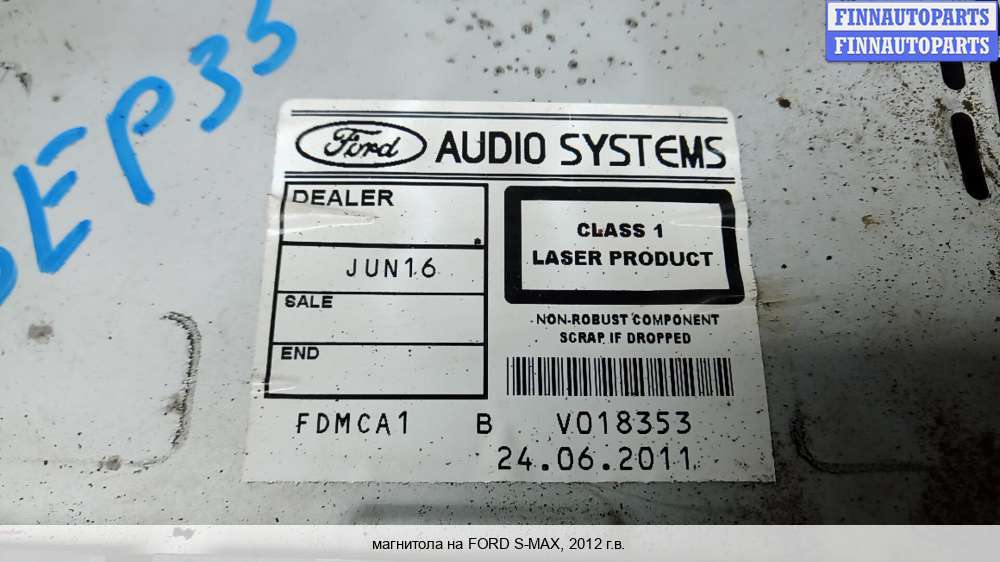 FINNAUTOPARTS
FINNAUTOPARTS
EP35
Ford AUDIO SYSTEMS
DEALER
JUN16
SALE
END
CLASS 1
LASER PRODUCT
NON-ROBUST COMPONENT
SCRAP IF DROPPED
FDMCA1 B V018353
24.06.2011
магнитола на FORD S-MAX, 2012 г.в.